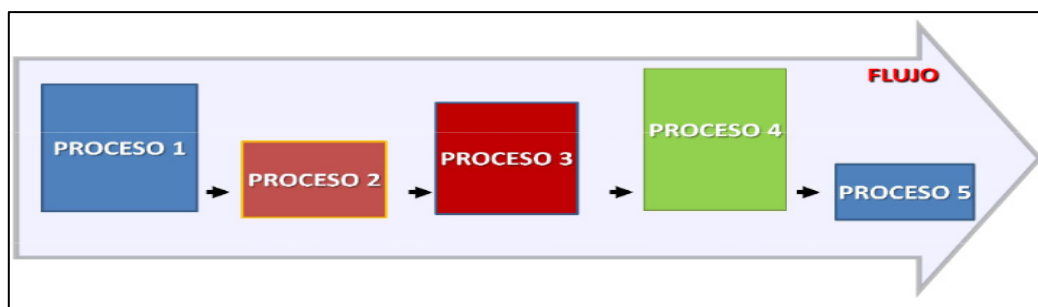 FLUJO
PROCESO 1
PROCESO 2
PROCESO 3
PROCESO 4
PROCESO 5